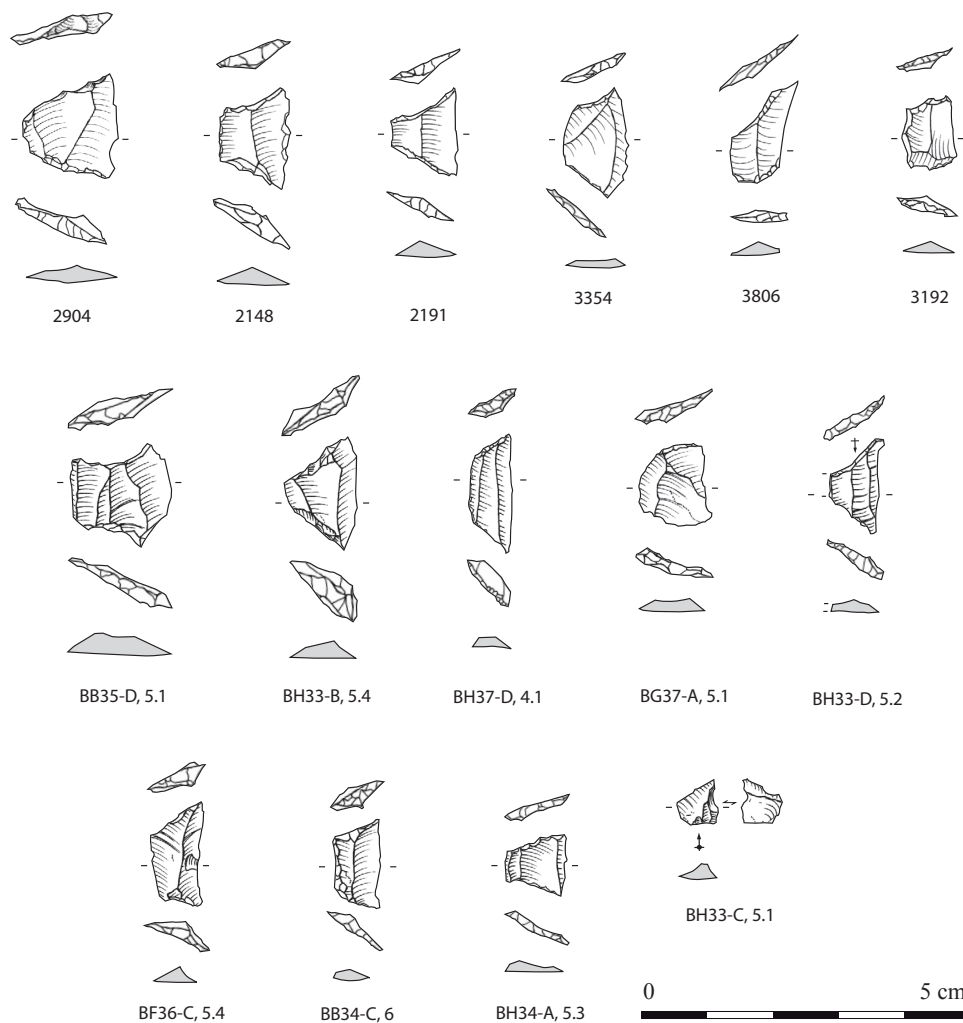 2904 2148 2191 3354 3806 3192
BB35-D, 5.1 BH33-B, 5.4 BH37-D, 4.1 BG37-A, 5.1 BH33-D, 5.2
BH33-C, 5.1
BF36-C, 5.4 BB34-C, 6 BH34-A, 5.3
0 5 cm